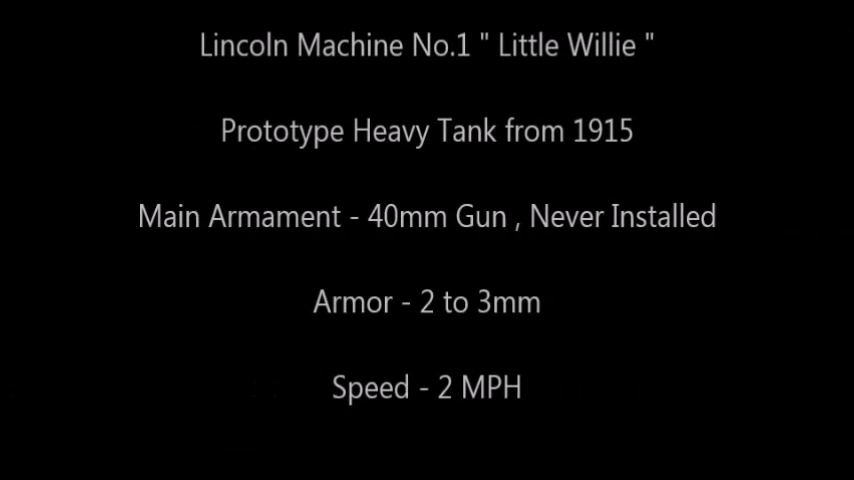 Lincoln Machine No.1 " Little Willie "
Prototype Heavy Tank from 1915
Main Armament - 40mm Gun , Never Installed
Armor - 2 to 3mm
Speed - 2 MPH